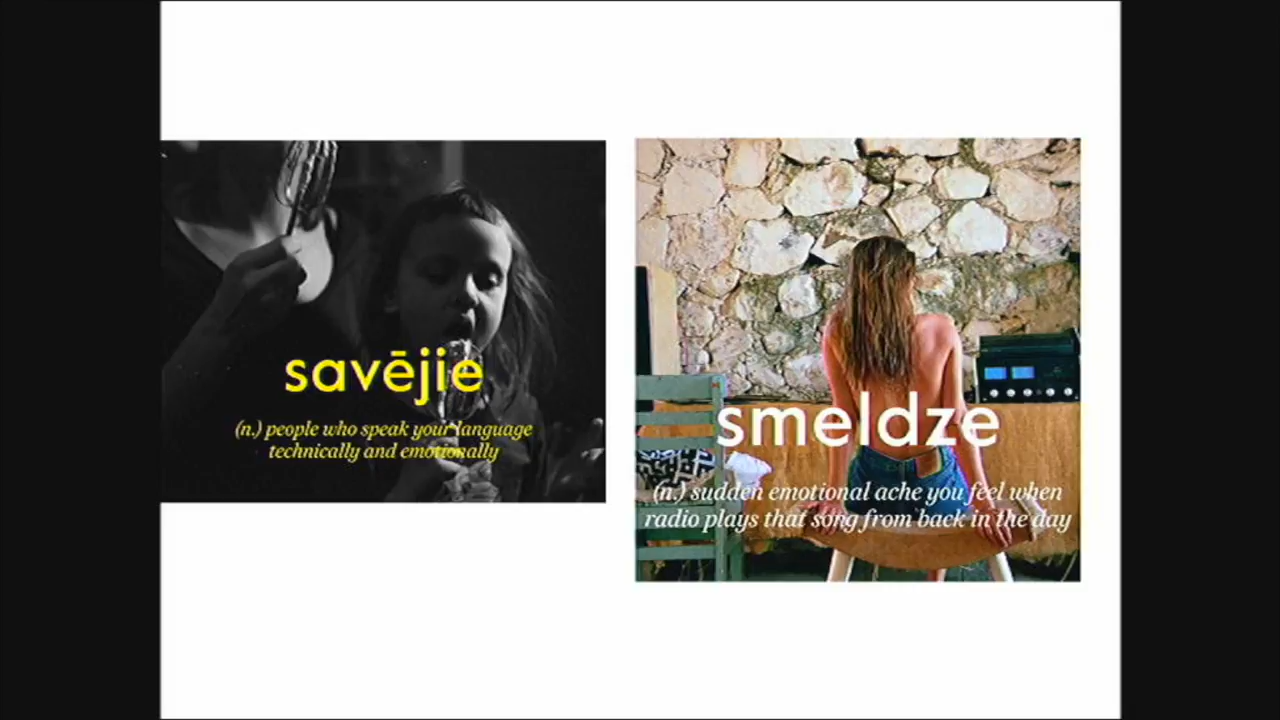 savējie
(n.) people who speak your language
technically and emotionally
smeldze
(n.) sudden emotional ache you feel when
radio plays that song from back in the day